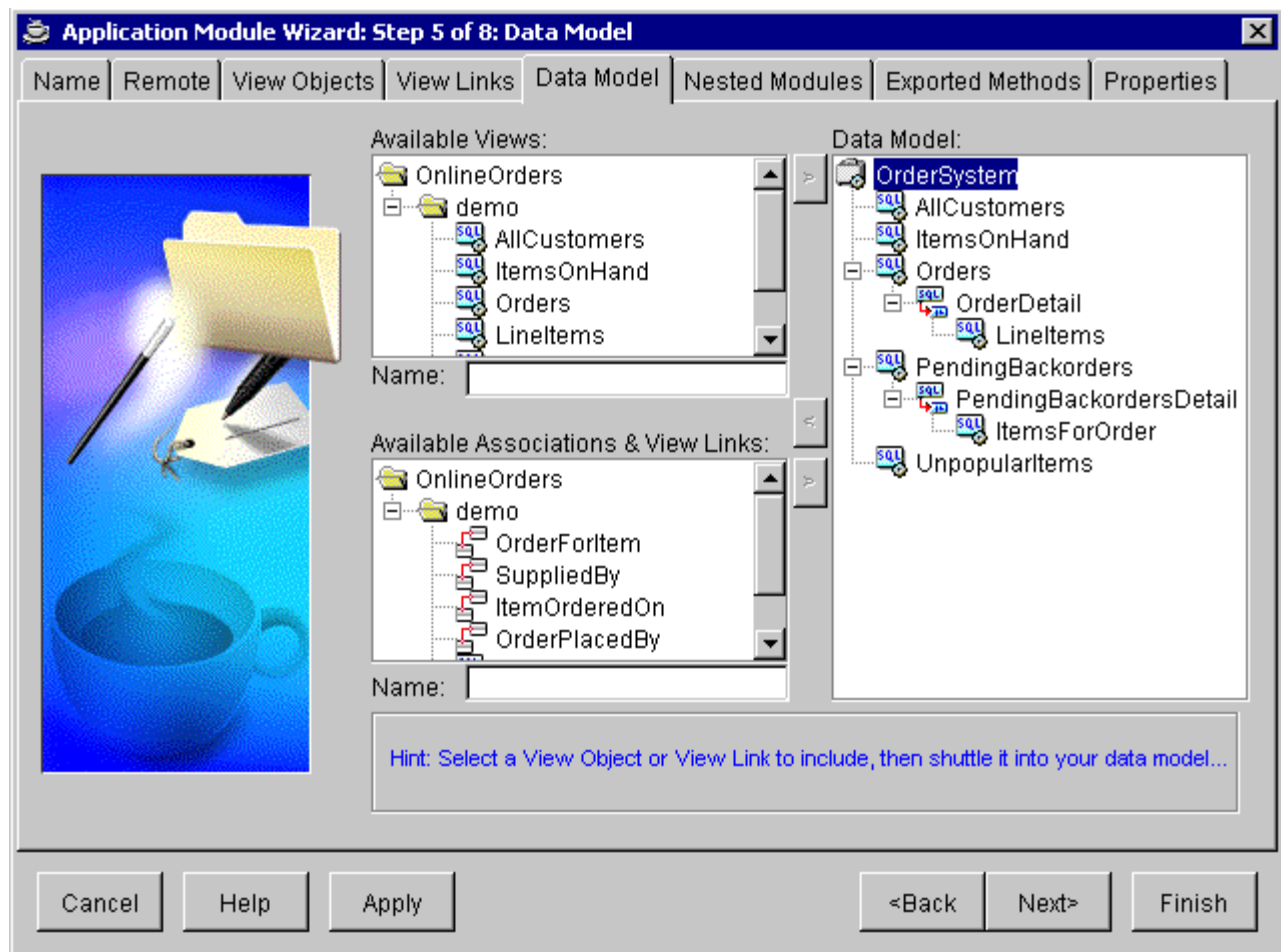 Application Module Wizard: Step 5 of 8: Data Model
Name Remote View Objects View Links Data Model Nested Modules Exported Methods Properties
Available Views:
OnlineOrders
demo
AllCustomers
ItemsOnHand
Orders
LineItems
Name:
Available Associations & View Links:
OnlineOrders
demo
OrderForItem
SuppliedBy
ItemOrderedOn
OrderPlacedBy
Name:
Data Model:
OrderSystem
AllCustomers
ItemsOnHand
Orders
OrderDetail
LineItems
PendingBackorders
PendingBackordersDetail
ItemsForOrder
UnpopularItems
Hint: Select a View Object or View Link to include, then shuttle it into your data model...
Cancel Help Apply <Back Next> Finish